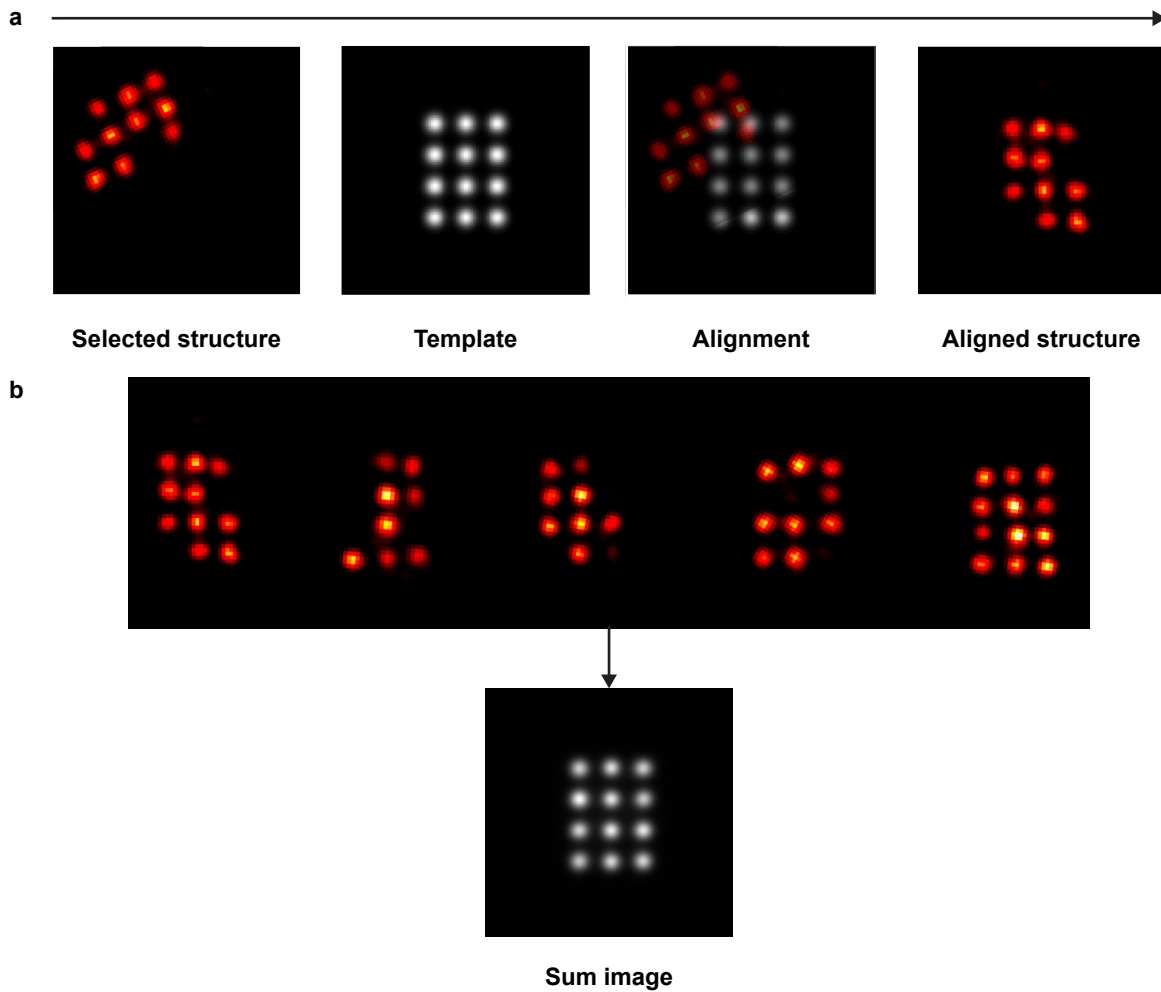 a
Selected structure
Template
Alignment
Aligned structure
b
Sum image